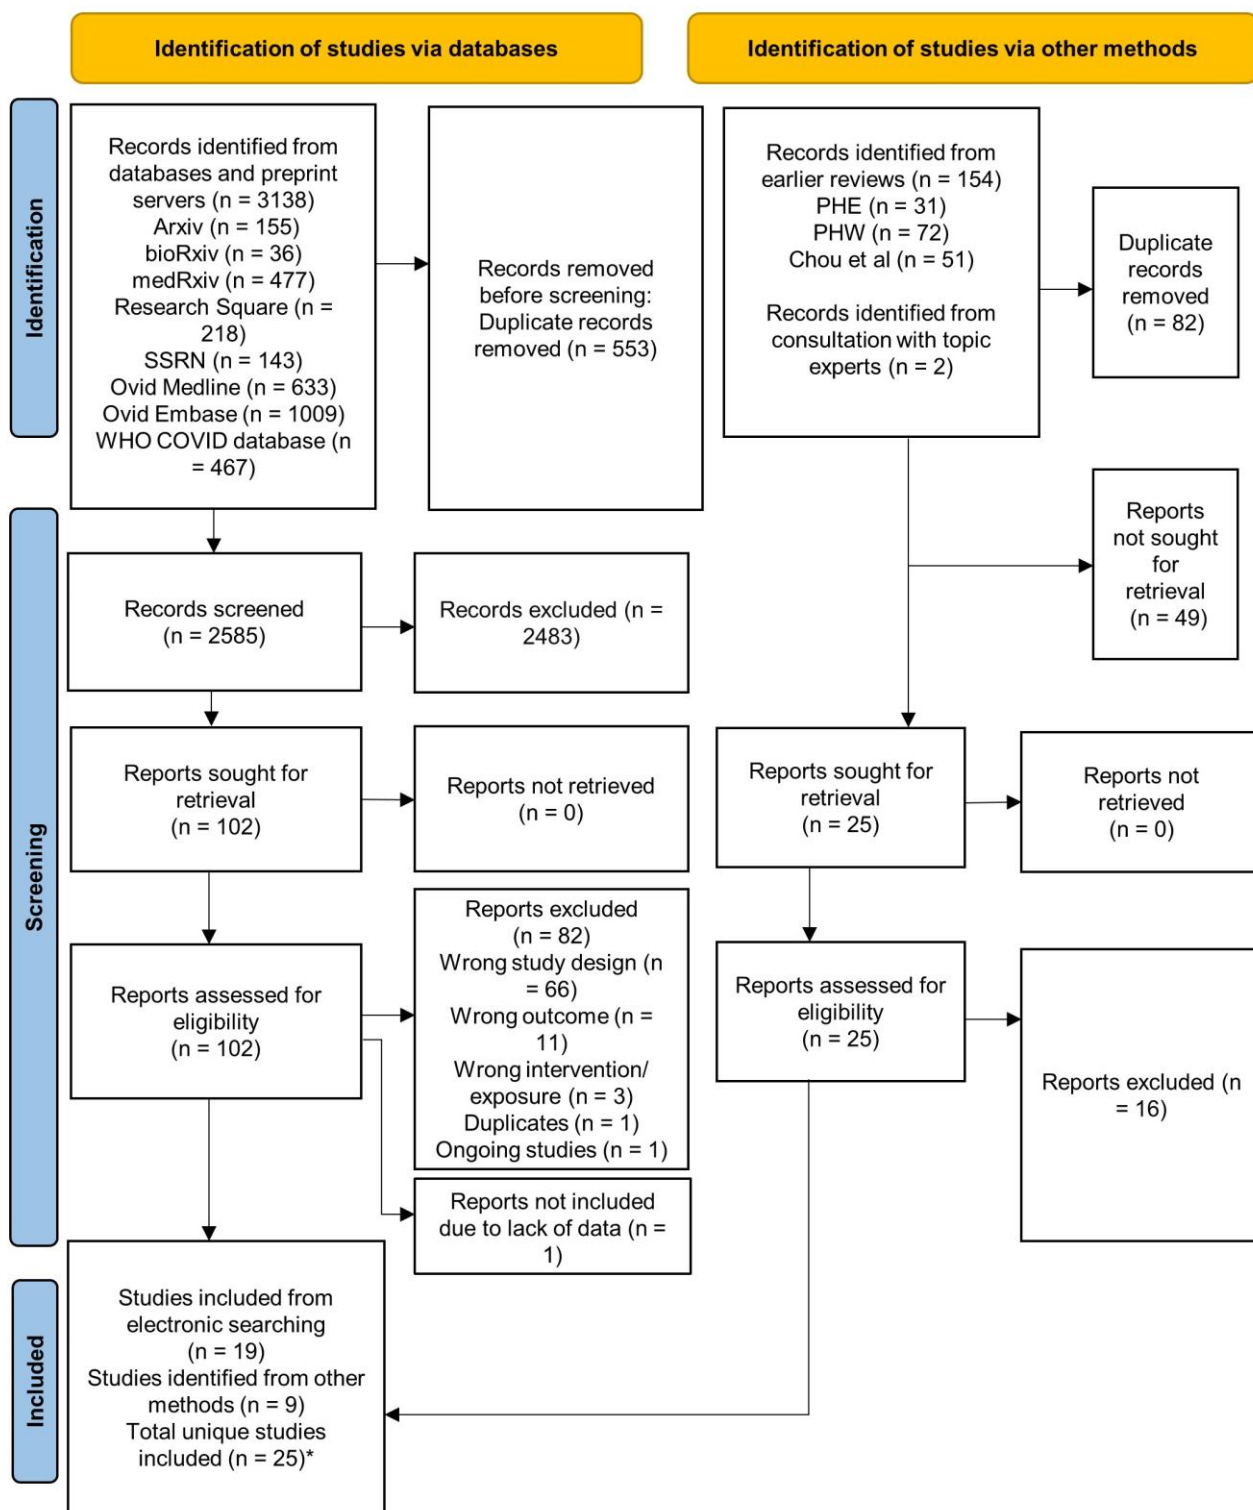 Identification of studies via databases
Identification of studies via other methods
Identification
Records identified from
databases and preprint
servers (n = 3138)
Arxiv (n = 155)
bioRxiv (n = 36)
medRxiv (n = 477)
Research Square (n =
218)
SSRN (n = 143)
Ovid Medline (n = 633)
Ovid Embase (n = 1009)
WHO COVID database (n
= 467)
Records removed
before screening:
Duplicate records
removed (n = 553)
Records identified from
earlier reviews (n = 154)
PHE (n = 31)
PHW (n = 72)
Chou et al (n = 51)
Records identified from
consultation with topic
experts (n = 2)
Duplicate
records
removed
(n = 82)
Reports
not sought
for
retrieval
(n = 49)
Screening
Records screened
(n = 2585)
Records excluded (n =
2483)
Reports sought for
retrieval
(n = 102)
Reports not retrieved
(n = 0)
Reports sought for
retrieval
(n = 25)
Reports not
retrieved
(n = 0)
Reports assessed for
eligibility
(n = 102)
Reports excluded
(n = 82)
Wrong study design (n
= 66)
Wrong outcome (n =
11)
Wrong intervention/
exposure (n = 3)
Duplicates (n = 1)
Ongoing studies (n = 1)
Reports not included
due to lack of data (n =
1)
Reports assessed for
eligibility
(n = 25)
Reports excluded (n
= 16)
Included
Studies included from
electronic searching
(n = 19)
Studies identified from other
methods (n = 9)
Total unique studies
included (n = 25)*